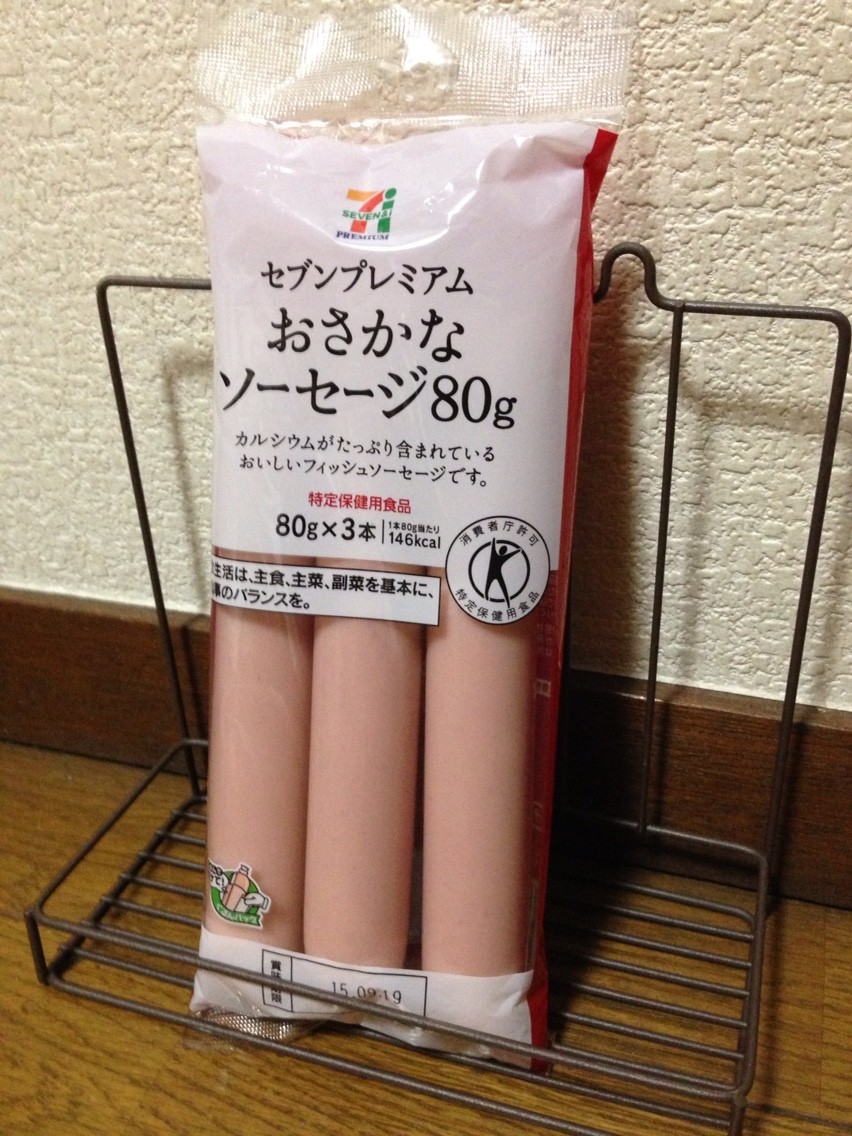 SEVEN&i
PREMIUM
セブンプレミアム
おさかな
ソーセージ80g
カルシウムがたっぷり含まれている
おいしいフィッシュソーセージです。
特定保健用食品
80g×3本
1本80g当たり
146kcal
消費者庁許可
特定保健用食品
生活は、主食、主菜、副菜を基本に、
事のバランスを。
賞味期限
15.09.19